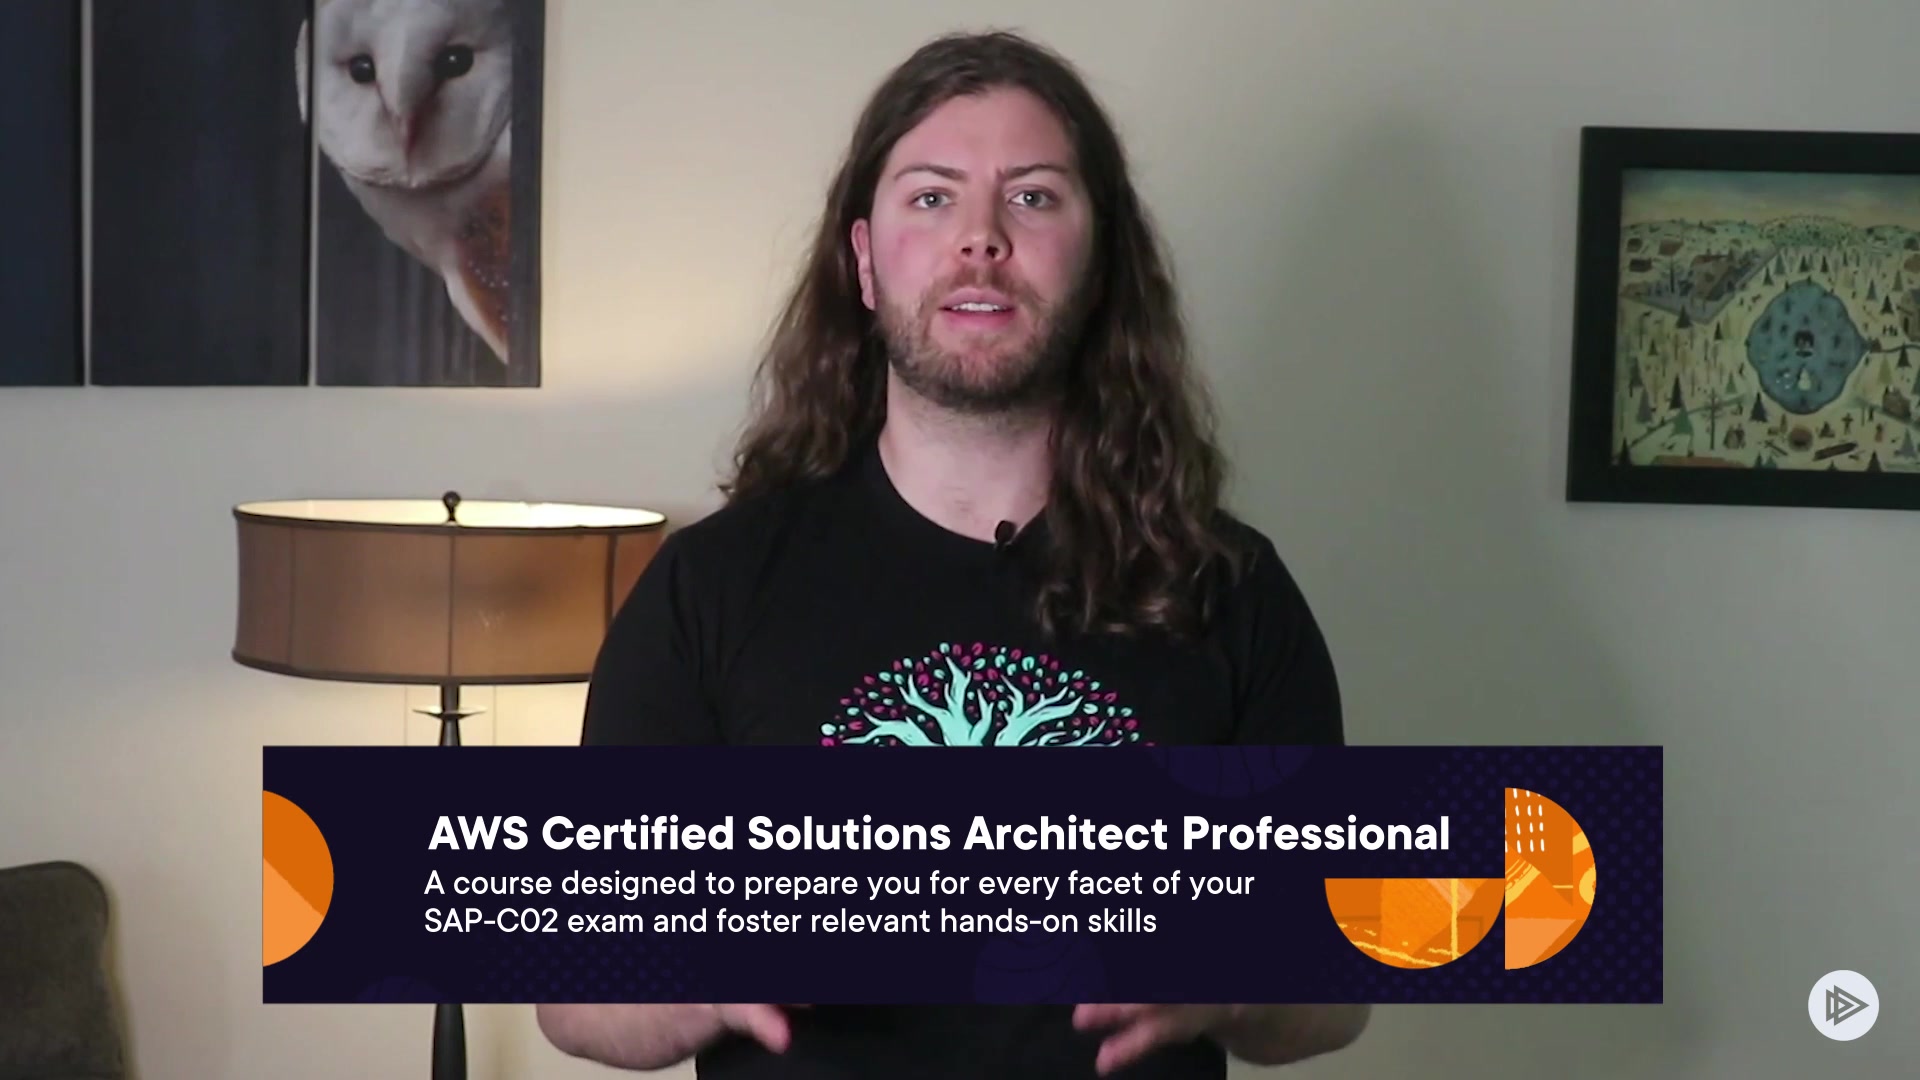 AWS Certified Solutions Architect Professional
A course designed to prepare you for every facet of your
SAP-C02 exam and foster relevant hands-on skills